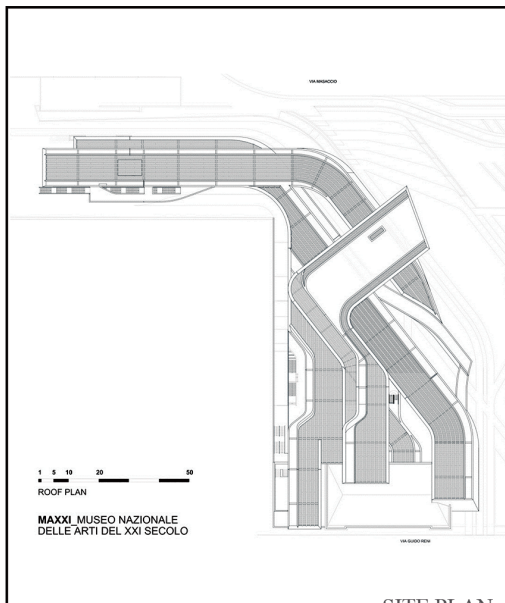 VIA MASACCIO
1 5 10 20 50
ROOF PLAN
MAXXI_MUSEO NAZIONALE
DELLE ARTI DEL XXI SECOLO
VIA GUIDO RENI
SITE PLAN